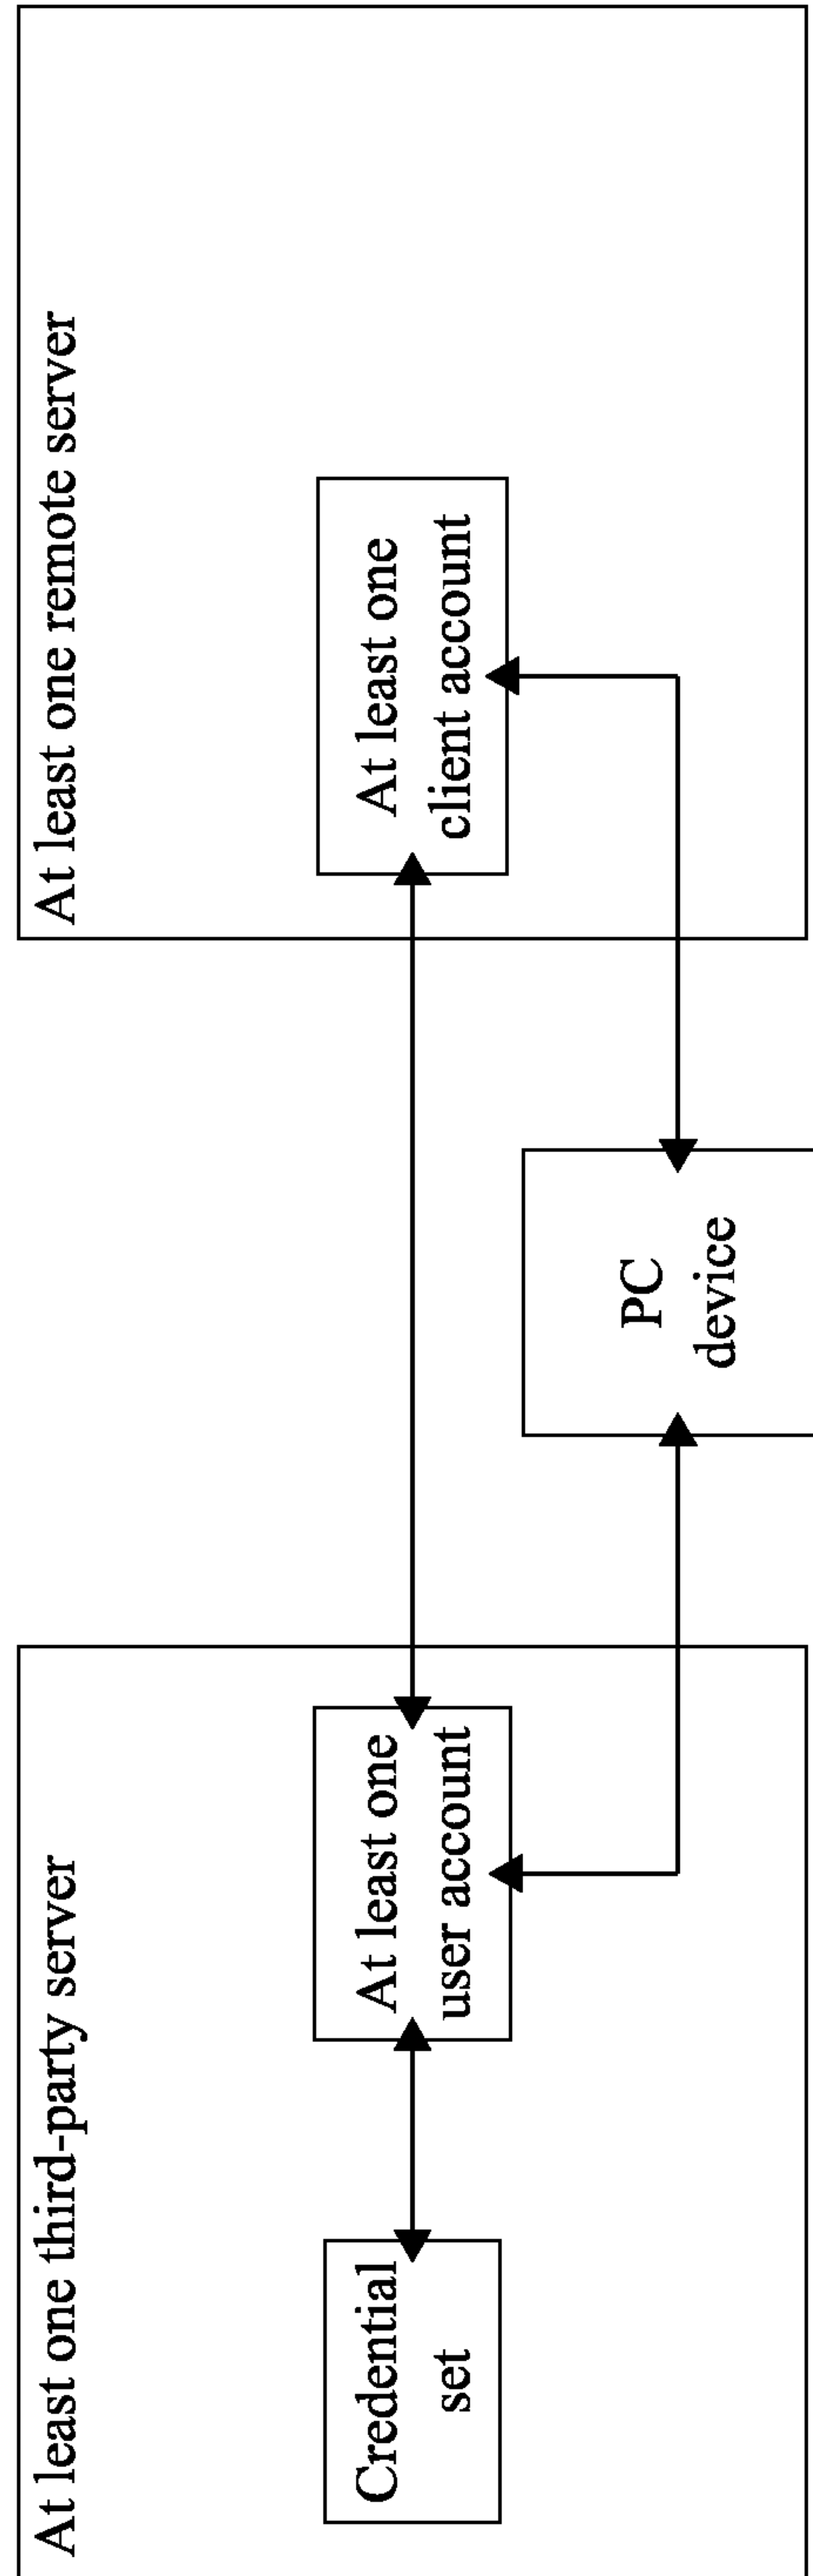 At least one third-party server
At least one remote server
Credential
set
At least one
user account
At least one
client account
PC
device